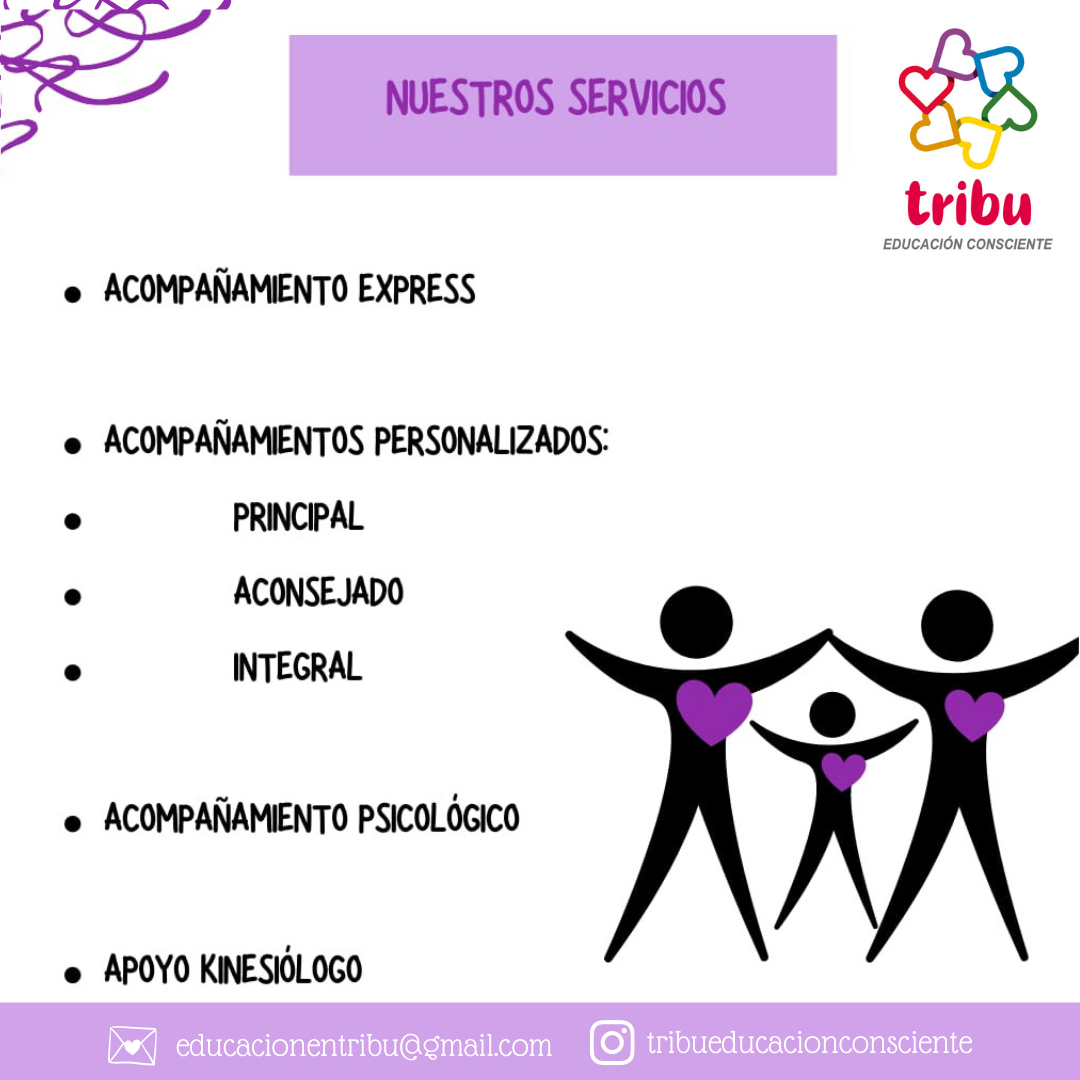 NUESTROS SERVICIOS
tribu
EDUCACIÓN CONSCIENTE
• ACOMPAÑAMIENTO EXPRESS
• ACOMPAÑAMIENTOS PERSONALIZADOS:
• PRINCIPAL
• ACONSEJADO
• INTEGRAL
• ACOMPAÑAMIENTO PSICOLÓGICO
• APOYO KINESIÓLOGO
educacionentribu@gmail.com
tribueducacionconsciente